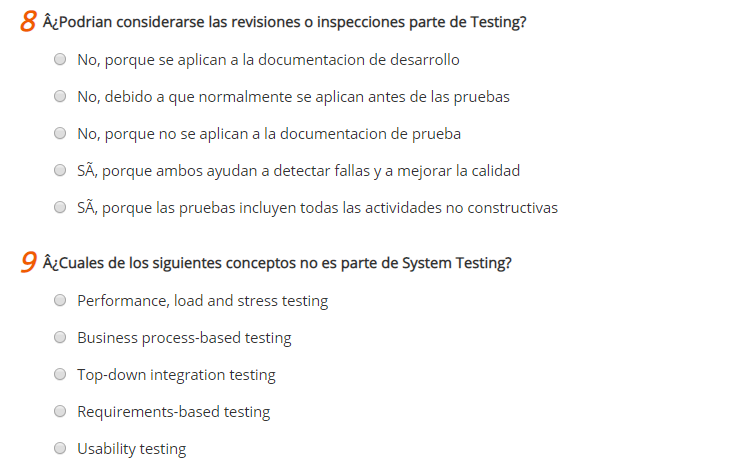 8 Â¿Podrian considerarse las revisiones o inspecciones parte de Testing?
No, porque se aplican a la documentacion de desarrollo
No, debido a que normalmente se aplican antes de las pruebas
No, porque no se aplican a la documentacion de prueba
SÃ, porque ambos ayudan a detectar fallas y a mejorar la calidad
SÃ, porque las pruebas incluyen todas las actividades no constructivas
9 Â¿Cuales de los siguientes conceptos no es parte de System Testing?
Performance, load and stress testing
Business process-based testing
Top-down integration testing
Requirements-based testing
Usability testing